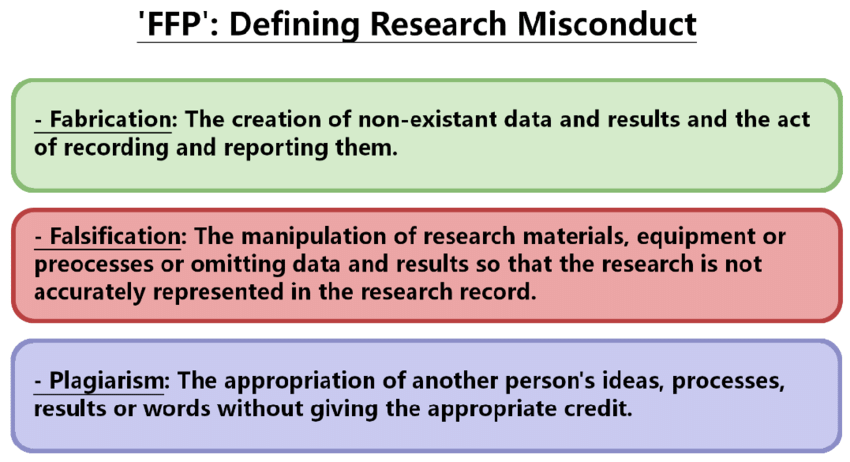 'FFP': Defining Research Misconduct
- Fabrication: The creation of non-existant data and results and the act
of recording and reporting them.
- Falsification: The manipulation of research materials, equipment or
preocesses or omitting data and results so that the research is not
accurately represented in the research record.
- Plagiarism: The appropriation of another person's ideas, processes,
results or words without giving the appropriate credit.